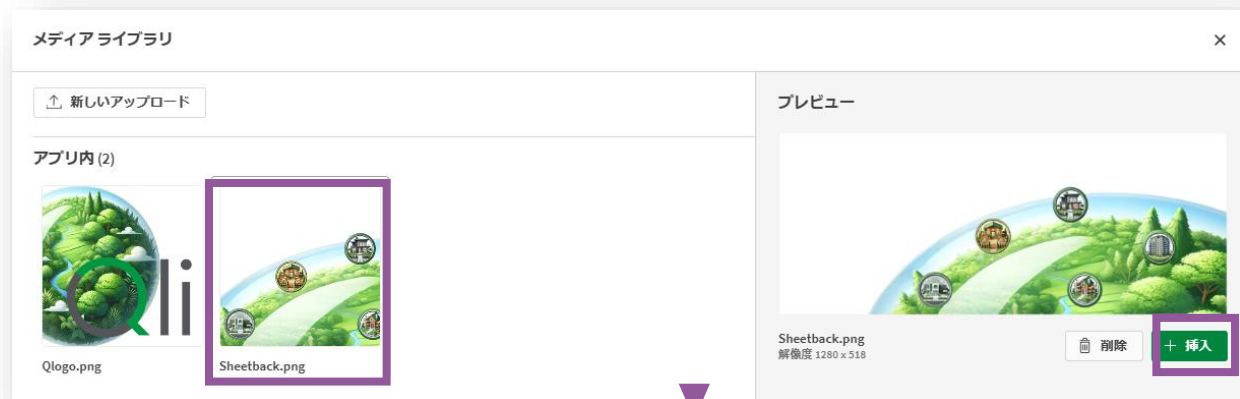 メディア ライブラリ
×
新しいアップロード
プレビュー
アプリ内 (2)
Qli
Qlogo.png
Sheetback.png
Sheetback.png
解像度 1280 x 518
削除
+ 挿入